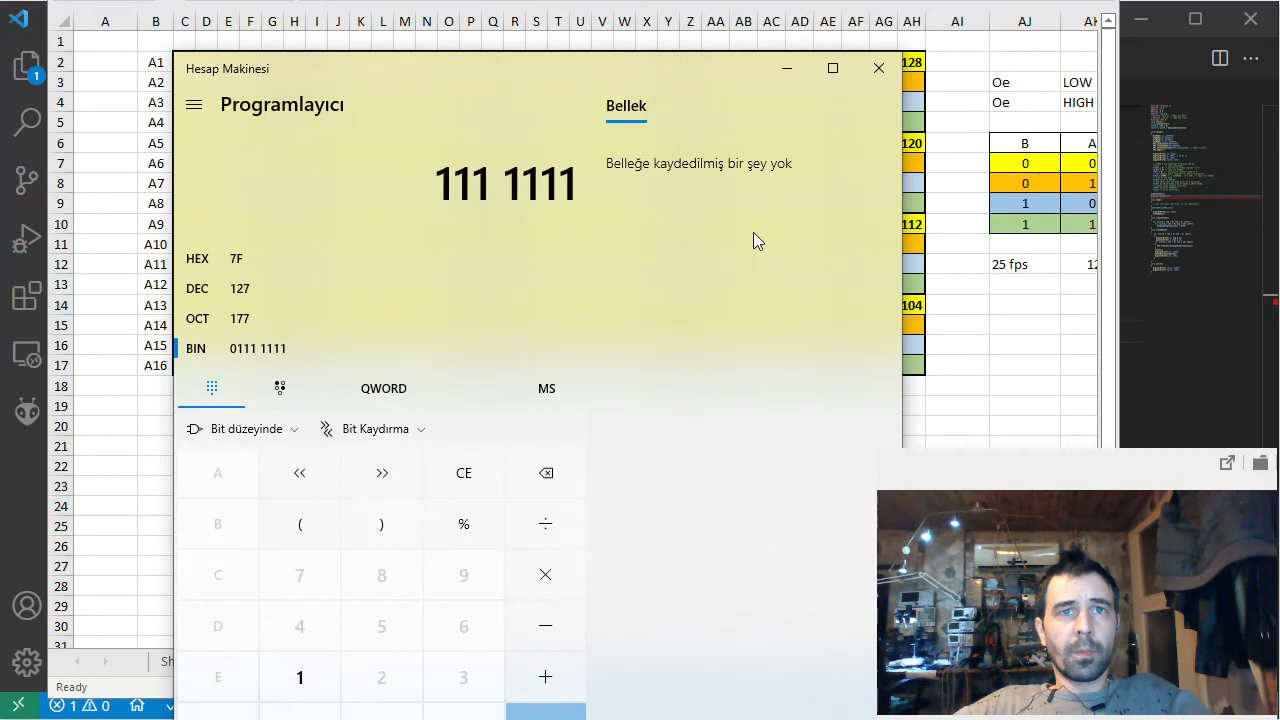 A B C D E F G H I J K L M N O P Q R S T U V W X Y Z AA AB AC AD AE AF AG AH AI AJ
1
2 A1 128
3 A2 Oe LOW
4 A3 Oe HIGH
5 A4
6 A5 120 B A
7 A6 0 0
8 A7 0 1
9 A8 1 0
10 A9 112 1 1
11 A10
12 A11 25 fps 12
13 A12
14 A13 104
15 A14
16 A15
17 A16
18
19
20
21
22
23
24
25
26
27
28
29
30
31
Sh
Ready
1
1 0
Hesap Makinesi
Programlayıcı
Bellek
Belleğe kaydedilmiş bir şey yok
111 1111
HEX 7F
DEC 127
OCT 177
BIN 0111 1111
QWORD MS
Bit düzeyinde Bit Kaydırma
A << >> CE
B ( ) % ÷
C 7 8 9 ×
D 4 5 6 −
E 1 2 3 +